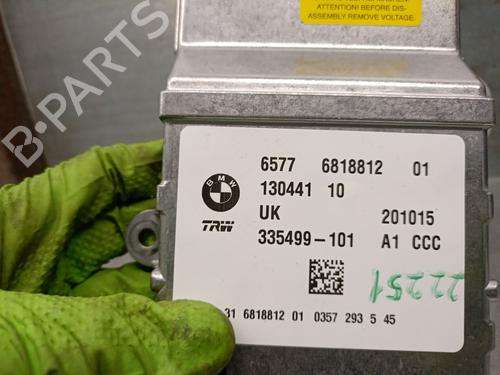 ATTENTION! BEFORE DIS-
ASSEMBLY REMOVE VOLTAGE.
B-PARTS
BMW
6577 6818812 01
130441 10
UK 201015
TRW 335499-101 A1 CCC
22251
31 6818812 01 0357 293 5 45